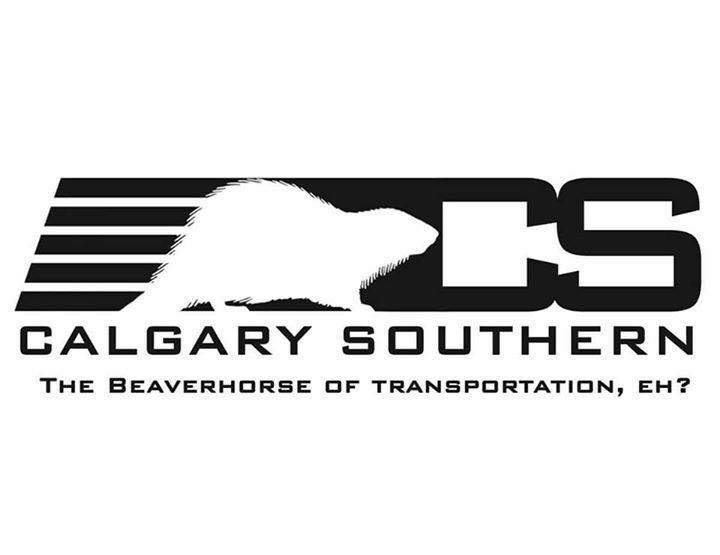 CS
CALGARY SOUTHERN
THE BEAVERHORSE OF TRANSPORTATION, EH?